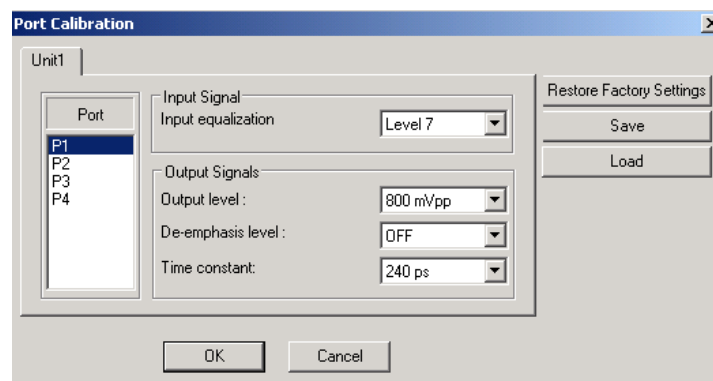 Port Calibration
Unit1
Port
P1
P2
P3
P4
Input Signal
Input equalization
Level 7
Output Signals
Output level :
800 mVpp
De-emphasis level :
OFF
Time constant:
240 ps
Restore Factory Settings
Save
Load
OK
Cancel